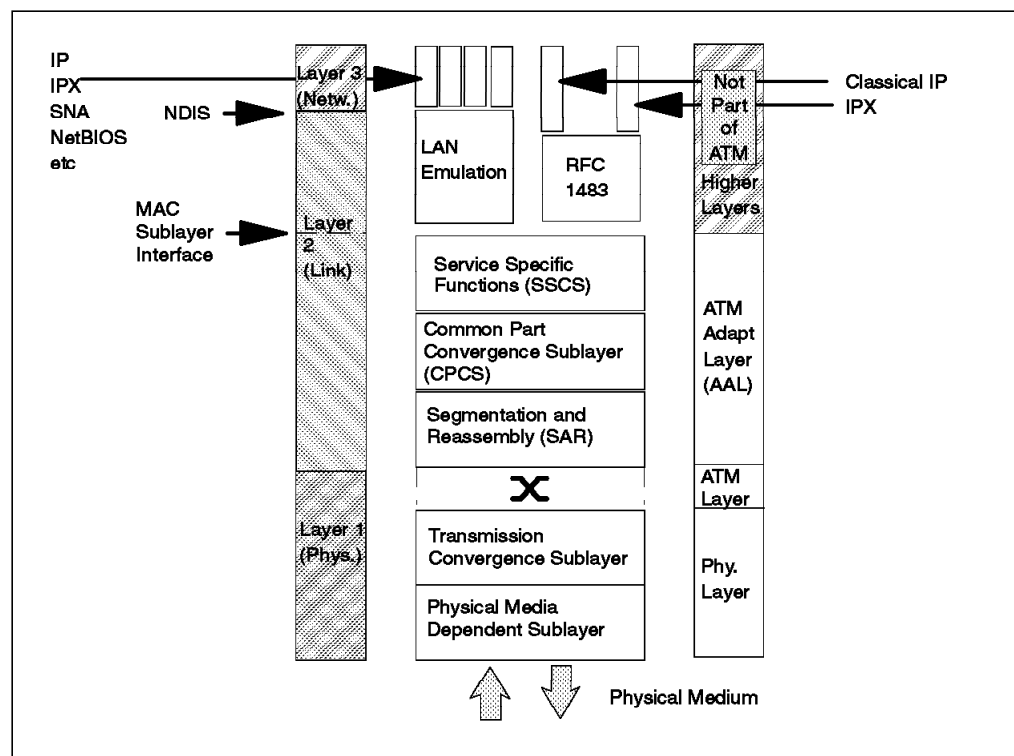 IP
IPX
SNA
NetBIOS
etc
NDIS
MAC
Sublayer
Interface
Layer 3
(Netw.)
Layer
2
(Link)
Layer 1
(Phys.)
LAN
Emulation
RFC
1483
Service Specific
Functions (SSCS)
Common Part
Convergence Sublayer
(CPCS)
Segmentation and
Reassembly (SAR)
Transmission
Convergence Sublayer
Physical Media
Dependent Sublayer
Not
Part
of
ATM
Higher
Layers
ATM
Adapt
Layer
(AAL)
ATM
Layer
Phy.
Layer
Classical IP
IPX
Physical Medium